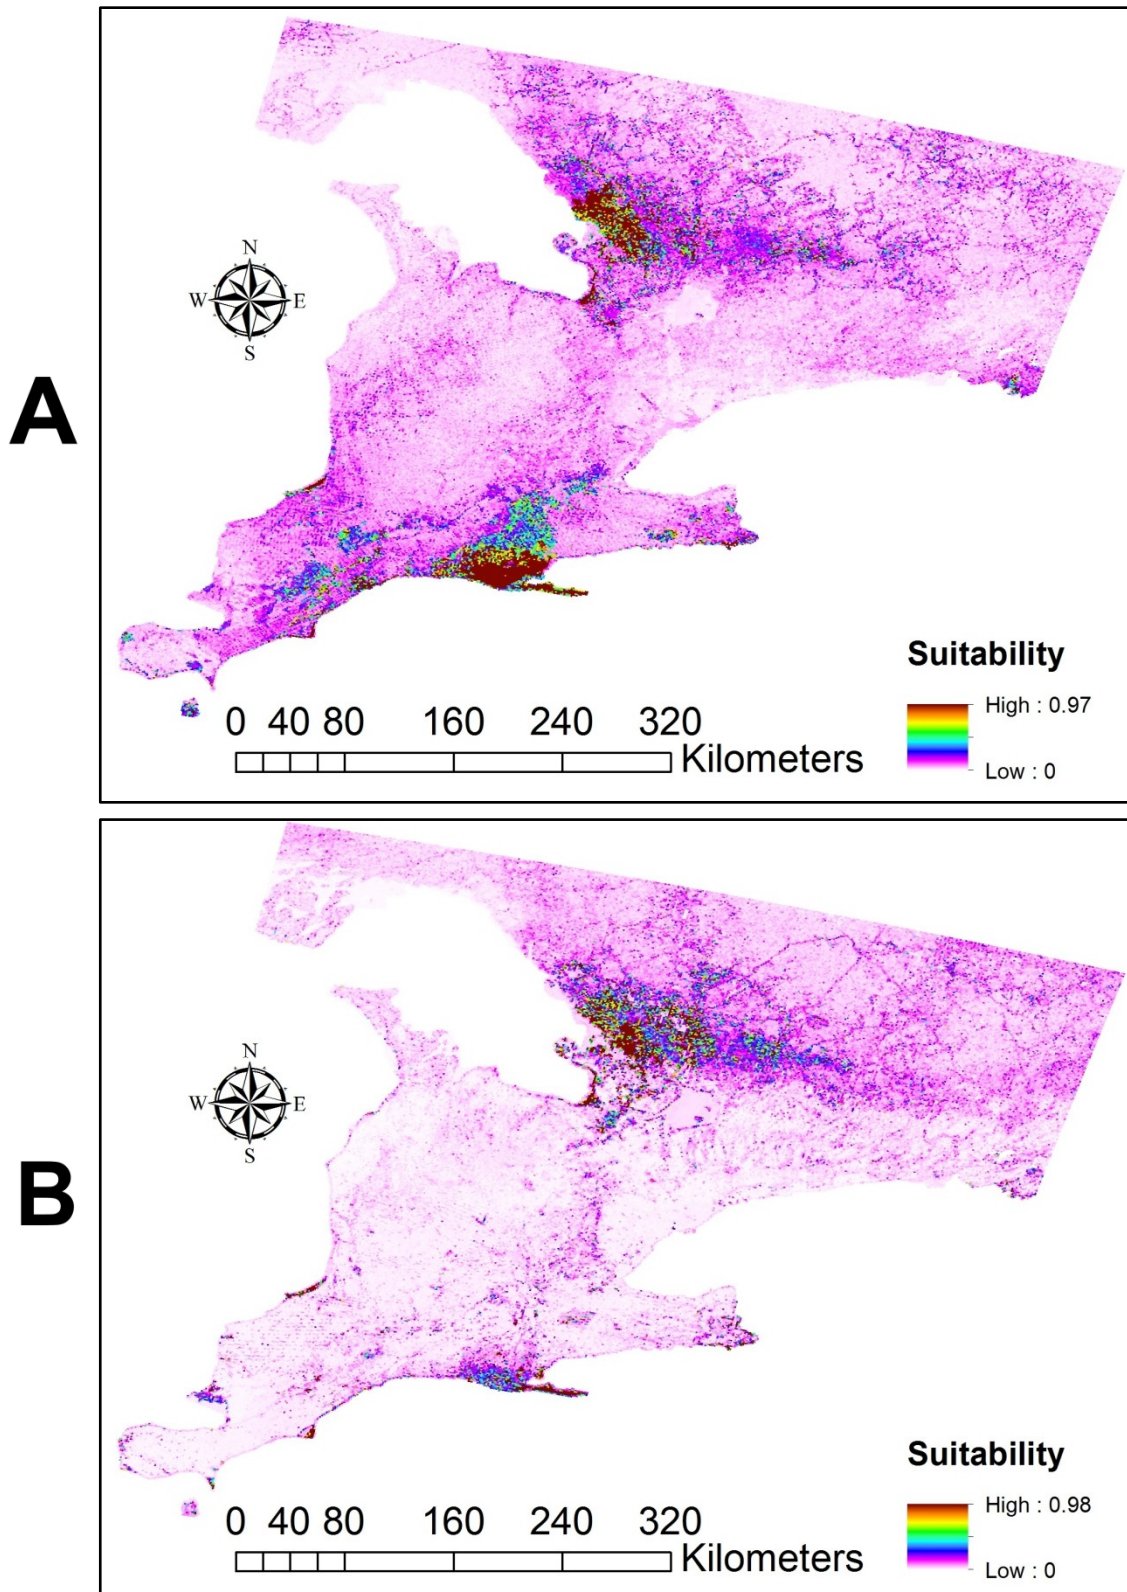 A
N
W E
S
Suitability
High : 0.97
Low : 0
0 40 80 160 240 320
Kilometers
B
N
W E
S
Suitability
High : 0.98
Low : 0
0 40 80 160 240 320
Kilometers